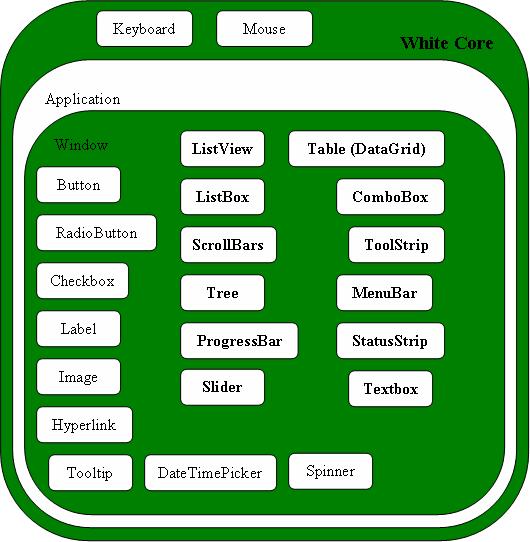 Keyboard
Mouse
White Core
Application
Window
ListView
Table (DataGrid)
Button
ListBox
ComboBox
RadioButton
ScrollBars
ToolStrip
Checkbox
Tree
MenuBar
Label
ProgressBar
StatusStrip
Image
Slider
Textbox
Hyperlink
Tooltip
DateTimePicker
Spinner